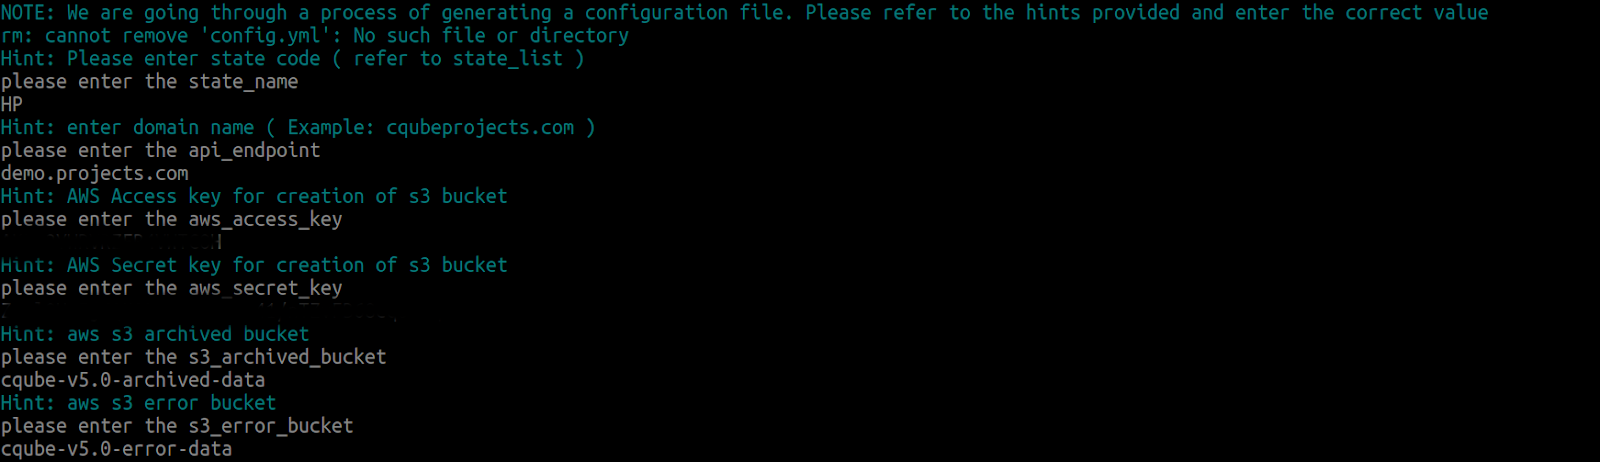 NOTE: We are going through a process of generating a configuration file. Please refer to the hints provided and enter the correct value
rm: cannot remove 'config.yml': No such file or directory
Hint: Please enter state code ( refer to state_list )
please enter the state_name
HP
Hint: enter domain name ( Example: cqubeprojects.com )
please enter the api_endpoint
demo.projects.com
Hint: AWS Access key for creation of s3 bucket
please enter the aws_access_key
Hint: AWS Secret key for creation of s3 bucket
please enter the aws_secret_key
Hint: aws s3 archived bucket
please enter the s3_archived_bucket
cqube-v5.0-archived-data
Hint: aws s3 error bucket
please enter the s3_error_bucket
cqube-v5.0-error-data